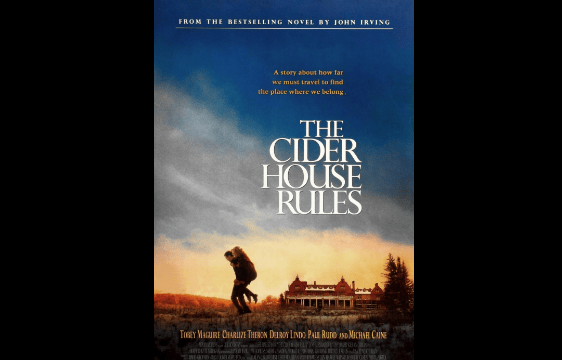 FROM THE BESTSELLING NOVEL BY JOHN IRVING
A story about how far
we must travel to find
the place where we belong.
THE
CIDER
HOUSE
RULES
TOBEY MAGUIRE CHARLIZE THERON DELROY LINDO PAUL RUDD AND MICHAEL CAINE